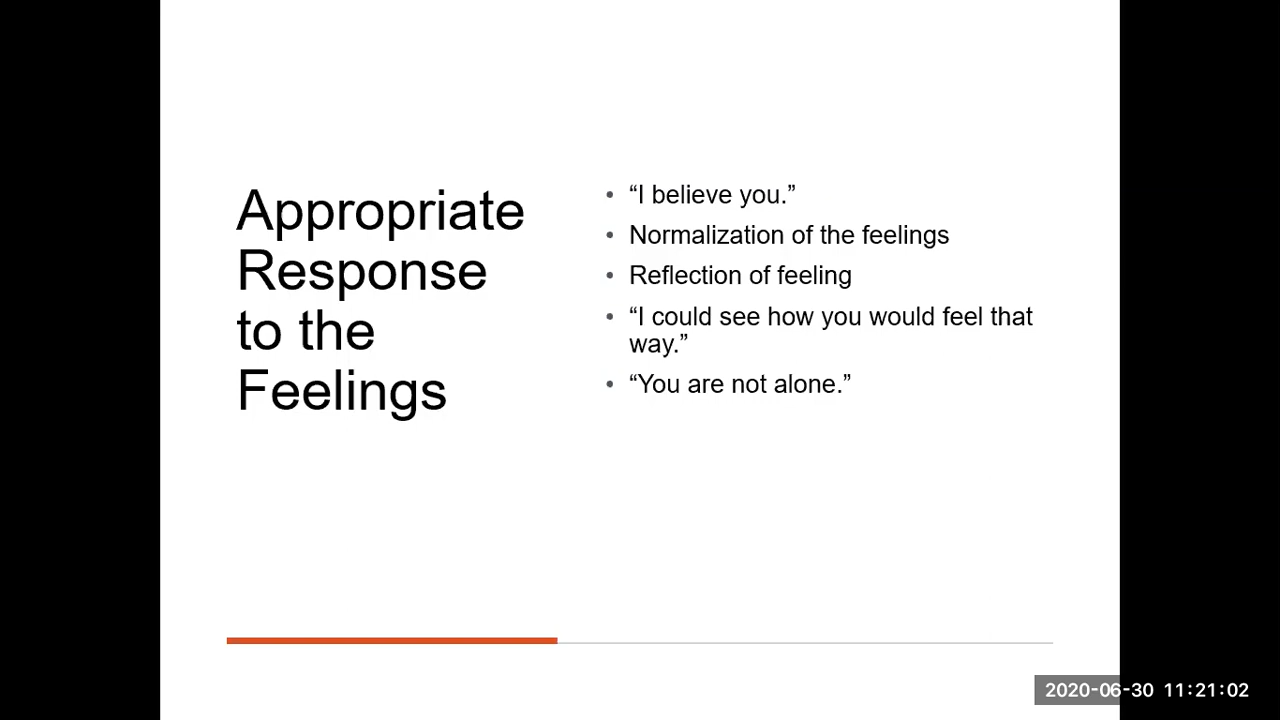 Appropriate
Response
to the
Feelings
• “I believe you.”
• Normalization of the feelings
• Reflection of feeling
• “I could see how you would feel that
way.”
• “You are not alone.”
2020-06-30 11:21:02